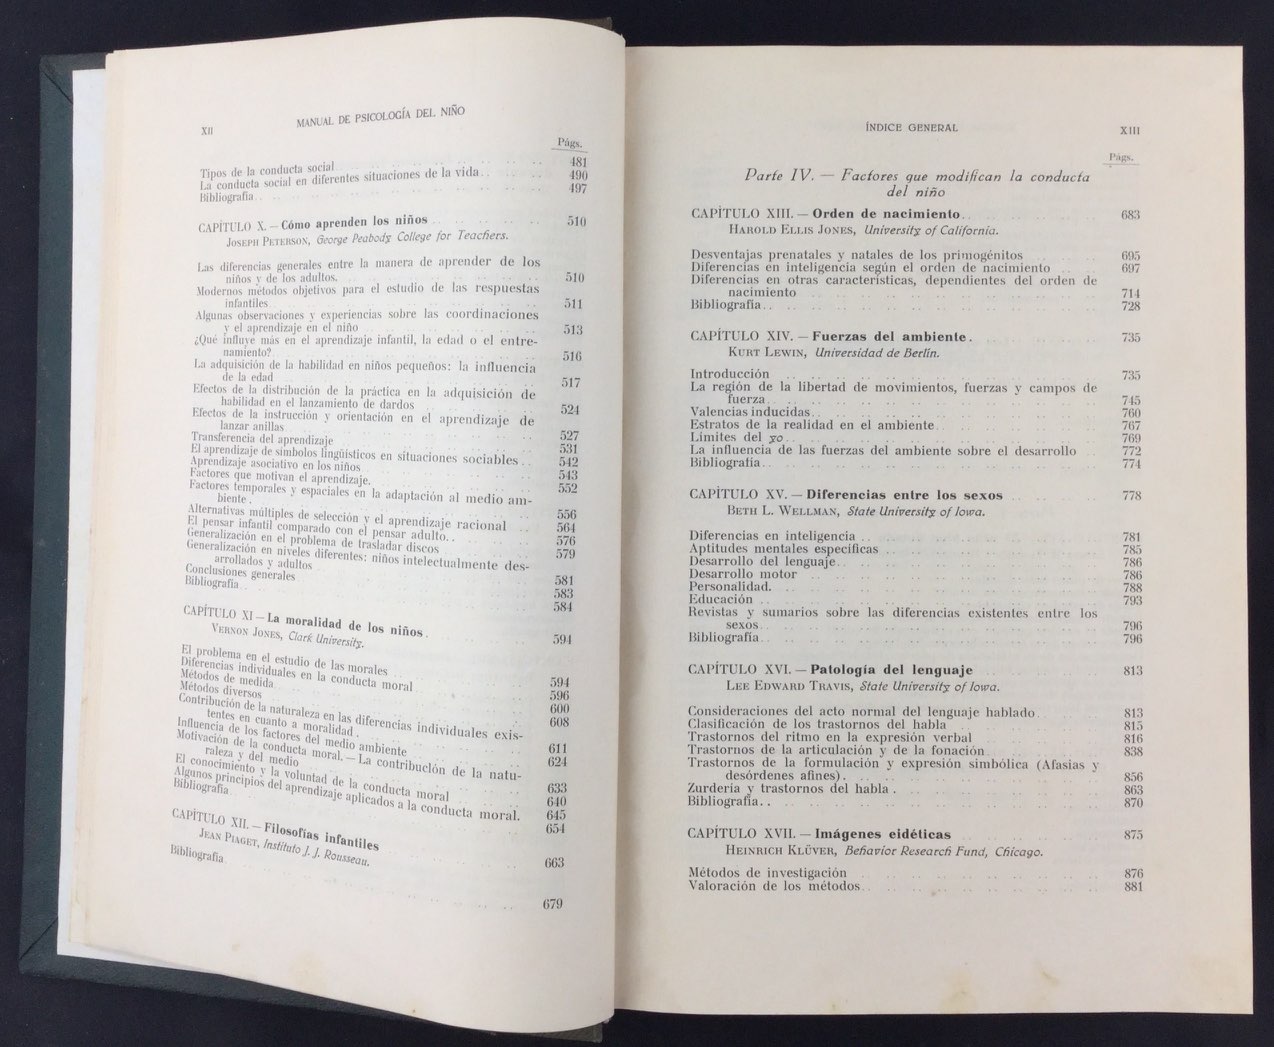 XII
MANUAL DE PSICOLOGÍA DEL NIÑO
Págs.
Tipos de la conducta social 481
La conducta social en diferentes situaciones de la vida.. 490
Bibliografía.. 497
CAPÍTULO X. — Cómo aprenden los niños 510
JOSEPH PETERSON, George Peabody College for Teachers.
Las diferencias generales entre la manera de aprender de los
niños y de los adultos. 510
Modernos métodos objetivos para el estudio de las respuestas
infantiles 511
Algunas observaciones y experiencias sobre las coordinaciones
y el aprendizaje en el niño 513
¿Qué influye más en el aprendizaje infantil, la edad o el entre-
namiento? 516
La adquisición de la habilidad en niños pequeños: la influencia
de la edad 517
Efectos de la distribución de la práctica en la adquisición de
habilidad en el lanzamiento de dardos 524
Efectos de la instrucción y orientación en el aprendizaje de
lanzar anillas 527
Transferencia del aprendizaje 531
El aprendizaje de símbolos lingüísticos en situaciones sociables.. 542
Aprendizaje asociativo en los niños 543
Factores que motivan el aprendizaje. 552
Factores temporales y espaciales en la adaptación al medio am-
biente. 556
Alternativas múltiples de selección y el aprendizaje racional 564
El pensar infantil comparado con el pensar adulto.. 576
Generalización en el problema de trasladar discos 579
Generalización en niveles diferentes: niños intelectualmente des-
arrollados y adultos 581
Conclusiones generales 583
Bibliografía.. 584
CAPÍTULO XI — La moralidad de los niños. 594
VERNON JONES, Clark University.
El problema en el estudio de las morales 594
Diferencias individuales en la conducta moral 596
Métodos de medida 600
Métodos diversos 608
Contribución de la naturaleza en las diferencias individuales exis-
tentes en cuanto a moralidad. 611
Influencia de los factores del medio ambiente 624
Motivación de la conducta moral. — La contribución de la natu-
raleza y del medio 633
El conocimiento y la voluntad de la conducta moral 640
Algunos principios del aprendizaje aplicados a la conducta moral. 645
Bibliografía 654
CAPÍTULO XII. — Filosofías infantiles 663
JEAN PIAGET, Instituto J. J. Rousseau.
Bibliografía 679
ÍNDICE GENERAL
XIII
Págs.
Parte IV. — Factores que modifican la conducta
del niño
CAPÍTULO XIII. — Orden de nacimiento.. 683
HAROLD ELLIS JONES, University of California.
Desventajas prenatales y natales de los primogénitos 695
Diferencias en inteligencia según el orden de nacimiento 697
Diferencias en otras características, dependientes del orden de
nacimiento 714
Bibliografía.. 728
CAPÍTULO XIV. — Fuerzas del ambiente. 735
KURT LEWIN, Universidad de Berlín.
Introducción 735
La región de la libertad de movimientos, fuerzas y campos de
fuerza.. 745
Valencias inducidas.. 760
Estratos de la realidad en el ambiente. 767
Límites del yo.. 769
La influencia de las fuerzas del ambiente sobre el desarrollo 772
Bibliografía.. 774
CAPÍTULO XV. — Diferencias entre los sexos 778
BETH L. WELLMAN, State University of Iowa.
Diferencias en inteligencia 781
Aptitudes mentales específicas 785
Desarrollo del lenguaje.. 786
Desarrollo motor 786
Personalidad. 788
Educación 793
Revistas y sumarios sobre las diferencias existentes entre los
sexos.. 796
Bibliografía.. 796
CAPÍTULO XVI. — Patología del lenguaje 813
LEE EDWARD TRAVIS, State University of Iowa.
Consideraciones del acto normal del lenguaje hablado. 813
Clasificación de los trastornos del habla 815
Trastornos del ritmo en la expresión verbal 816
Trastornos de la articulación y de la fonación. 838
Trastornos de la formulación y expresión simbólica (Afasias y
desórdenes afines). 856
Zurdería y trastornos del habla. 863
Bibliografía.. 870
CAPÍTULO XVII. — Imágenes eidéticas 875
HEINRICH KLÜVER, Behavior Research Fund, Chicago.
Métodos de investigación 876
Valoración de los métodos.. 881